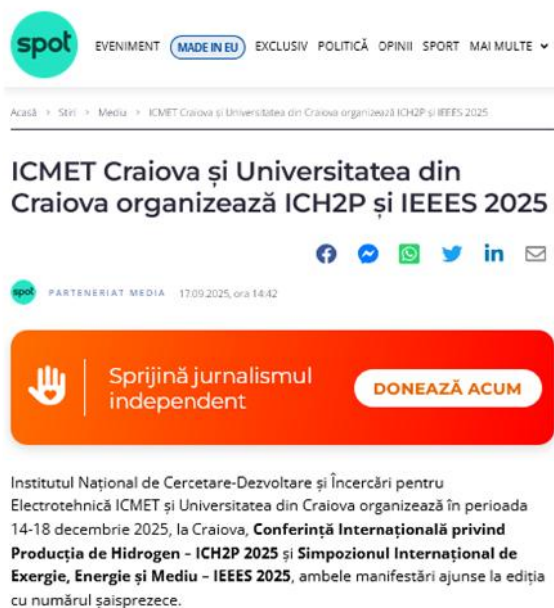 spot
EVENIMENT MADE IN EU EXCLUSIV POLITICĂ OPINII SPORT MAI MULTE
Acasă > Stiri > Mediu > ICMET Craiova și Universitatea din Craiova organizează ICH2P și IEEES 2025
ICMET Craiova și Universitatea din
Craiova organizează ICH2P și IEEES 2025
in
spot PARTENERIAT MEDIA 17.09.2025, ora 14:42
Sprijină jurnalismul
independent
DONEAZĂ ACUM
Institutul Național de Cercetare-Dezvoltare și Încercări pentru
Electrotehnică ICMET și Universitatea din Craiova organizează în perioada
14-18 decembrie 2025, la Craiova, Conferință Internațională privind
Producția de Hidrogen – ICH2P 2025 și Simpozionul Internațional de
Exergie, Energie și Mediu – IEEES 2025, ambele manifestări ajunse la ediția
cu numărul șaisprezece.